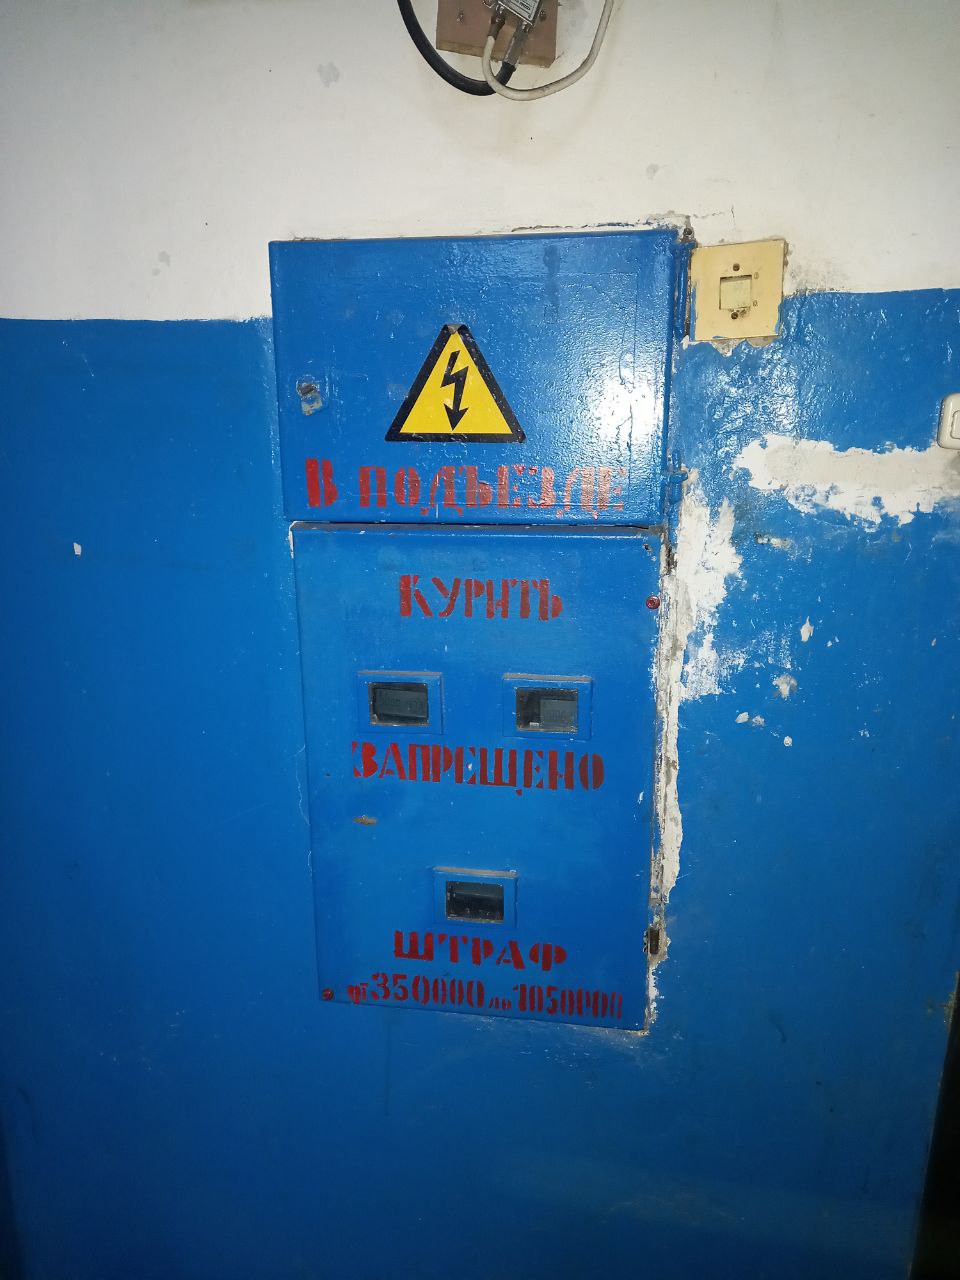 В ПОДЪЕЗДЕ
КУРИТЬ
ЗАПРЕЩЕНО
ШТРАФ
от 350000 до 1050000